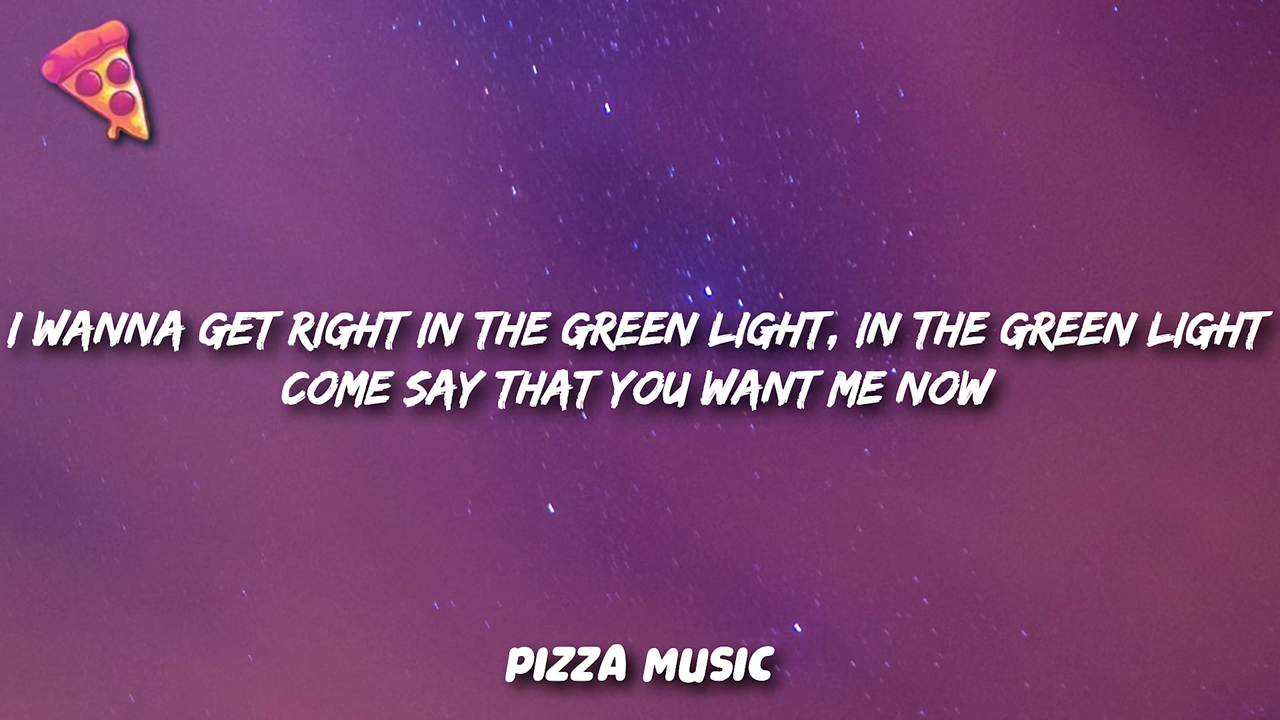 I WANNA GET RIGHT IN THE GREEN LIGHT, IN THE GREEN LIGHT
COME SAY THAT YOU WANT ME NOW
PIZZA MUSIC